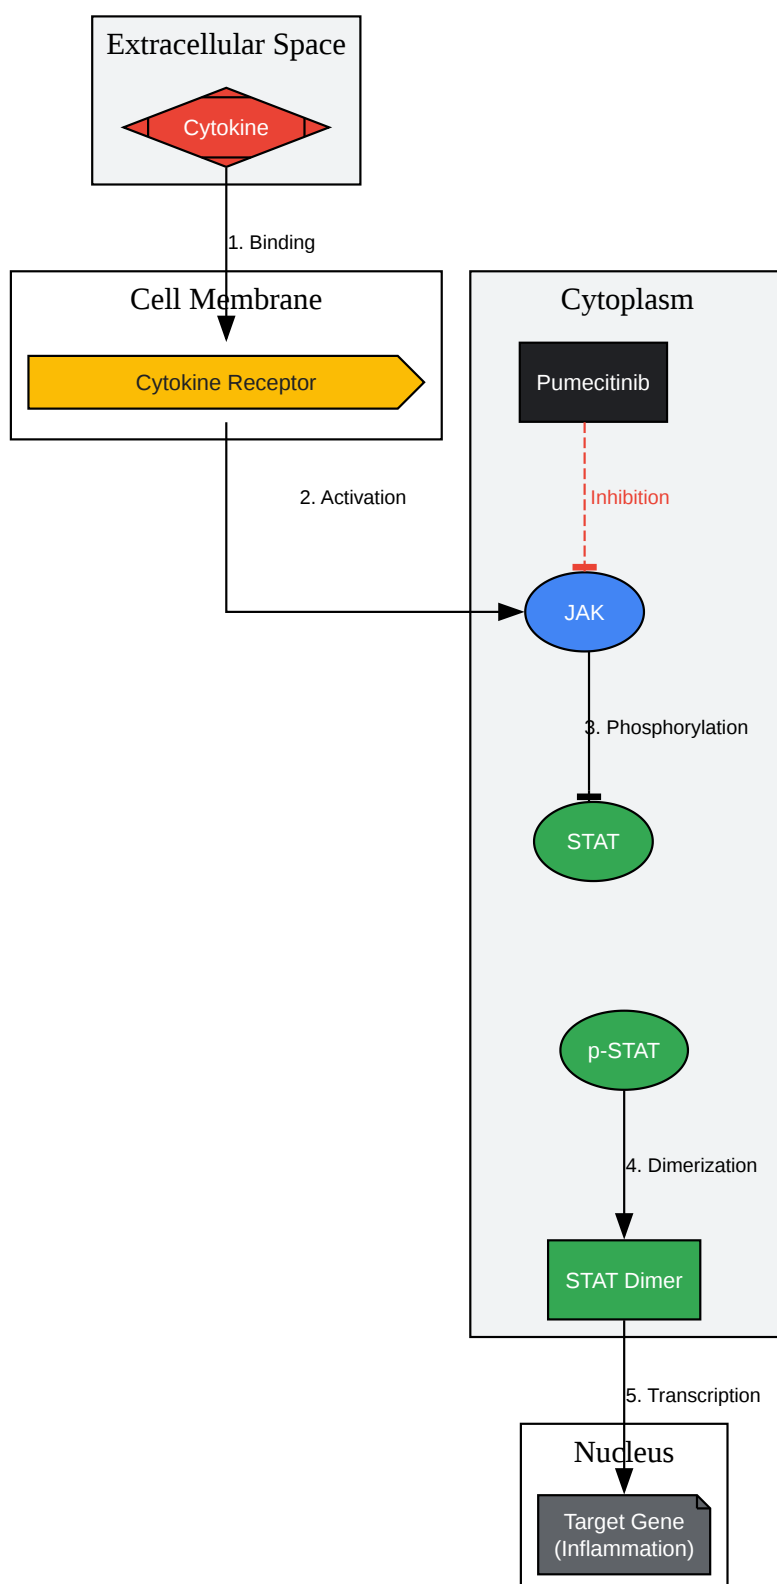 Extracellular Space
Cytokine
1. Binding
Cell Membrane
Cytokine Receptor
Cytoplasm
Pumecitinib
2. Activation
Inhibition
JAK
3. Phosphorylation
STAT
p-STAT
4. Dimerization
STAT Dimer
5. Transcription
Nucleus
Target Gene
(Inflammation)